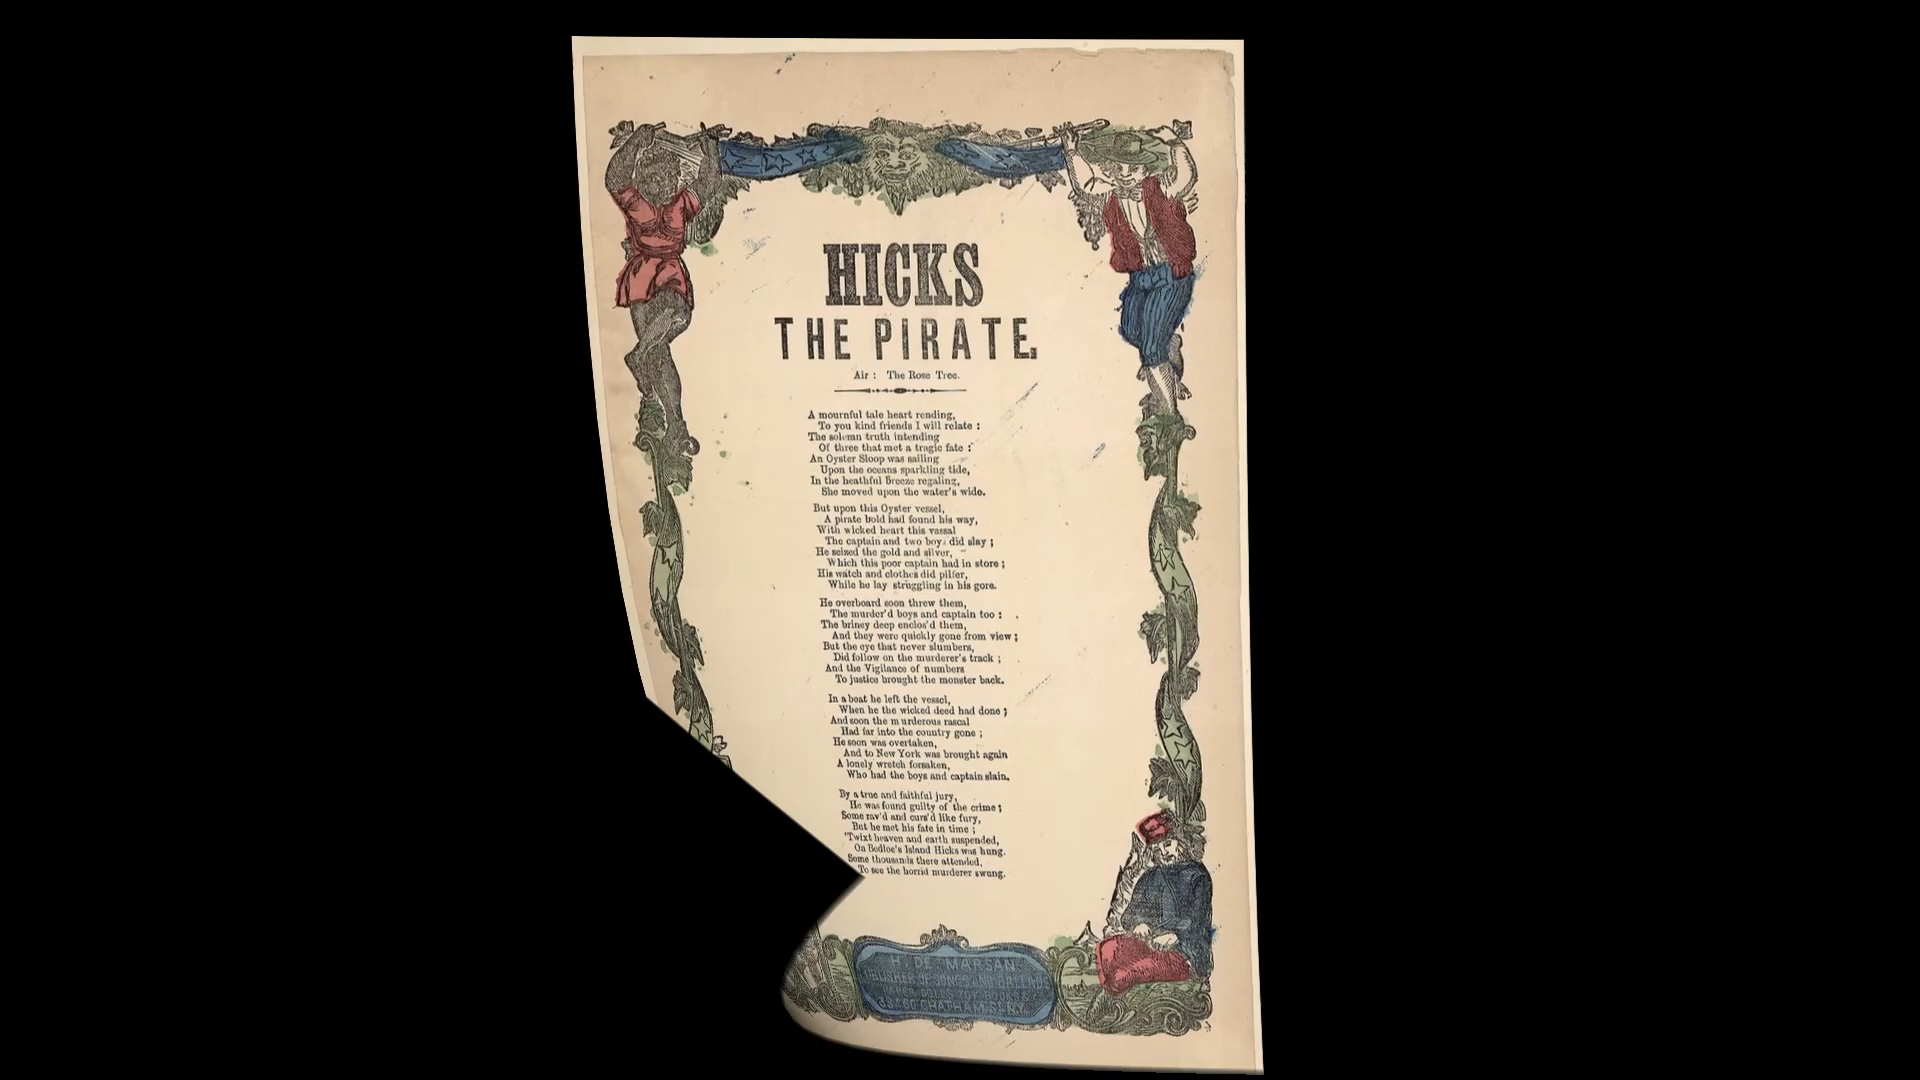 HICKS
THE PIRATE.
Air : The Rose Tree.
A mournful tale heart rending,
To you kind friends I will relate :
The solemn truth intending
Of three that met a tragic fate :
An Oyster Sloop was sailing
Upon the oceans sparkling tide,
In the heathful Breeze regaling,
She moved upon the water's wide.
But upon this Oyster vessel,
A pirate bold had found his way,
With wicked heart this vassal
The captain and two boys did slay ;
He seized the gold and silver,
Which this poor captain had in store ;
His watch and clothes did pilfer,
While he lay struggling in his gore.
He overboard soon threw them,
The murder'd boys and captain too :
The briney deep enclos'd them,
And they were quickly gone from view ;
But the eye that never slumbers,
Did follow on the murderer's track ;
And the Vigilance of numbers
To justice brought the monster back.
In a boat he left the vessel,
When he the wicked deed had done ;
And soon the murderous rascal
Had far into the country gone ;
He soon was overtaken,
And to New York was brought again
A lonely wretch forsaken,
Who had the boys and captain slain.
By a true and faithful jury,
He was found guilty of the crime ;
Some rav'd and curs'd like fury,
But he met his fate in time ;
'Twixt heaven and earth suspended,
On Bedloe's Island Hicks was hung.
Some thousands there attended,
To see the horrid murderer swung.
H. DE MARSAN
OF SONGS AND BALLADS
CHATHAM St. N.Y.